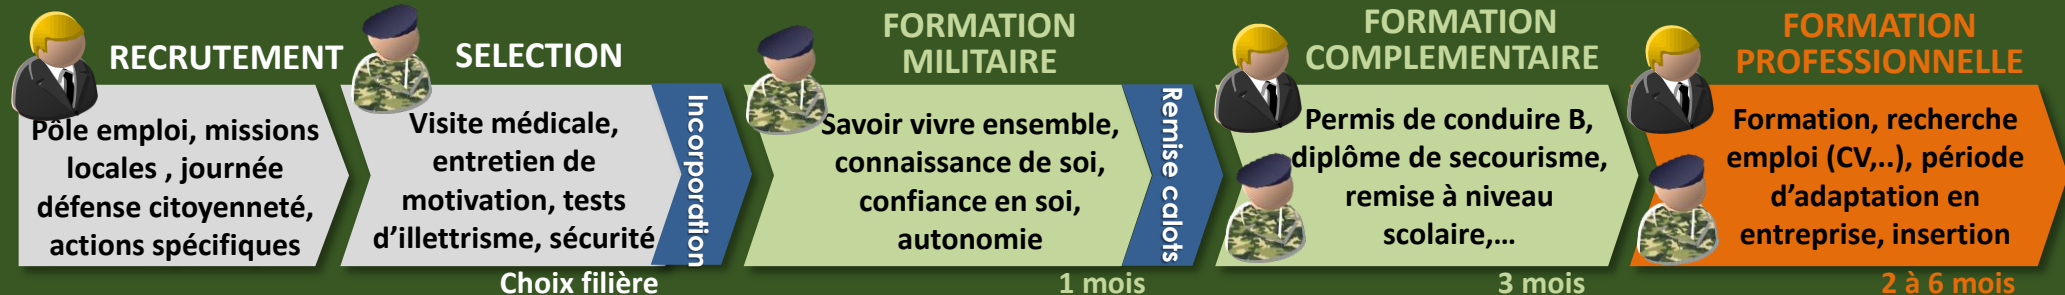 RECRUTEMENT
Pôle emploi, missions
locales , journée
défense citoyenneté,
actions spécifiques
SELECTION
Visite médicale,
entretien de
motivation, tests
d’illettrisme, sécurité
Choix filière
Incorporation
FORMATION
MILITAIRE
Savoir vivre ensemble,
connaissance de soi,
confiance en soi,
autonomie
1 mois
Remise calots
FORMATION
COMPLEMENTAIRE
Permis de conduire B,
diplôme de secourisme,
remise à niveau
scolaire,…
3 mois
FORMATION
PROFESSIONNELLE
Formation, recherche
emploi (CV,..), période
d’adaptation en
entreprise, insertion
2 à 6 mois